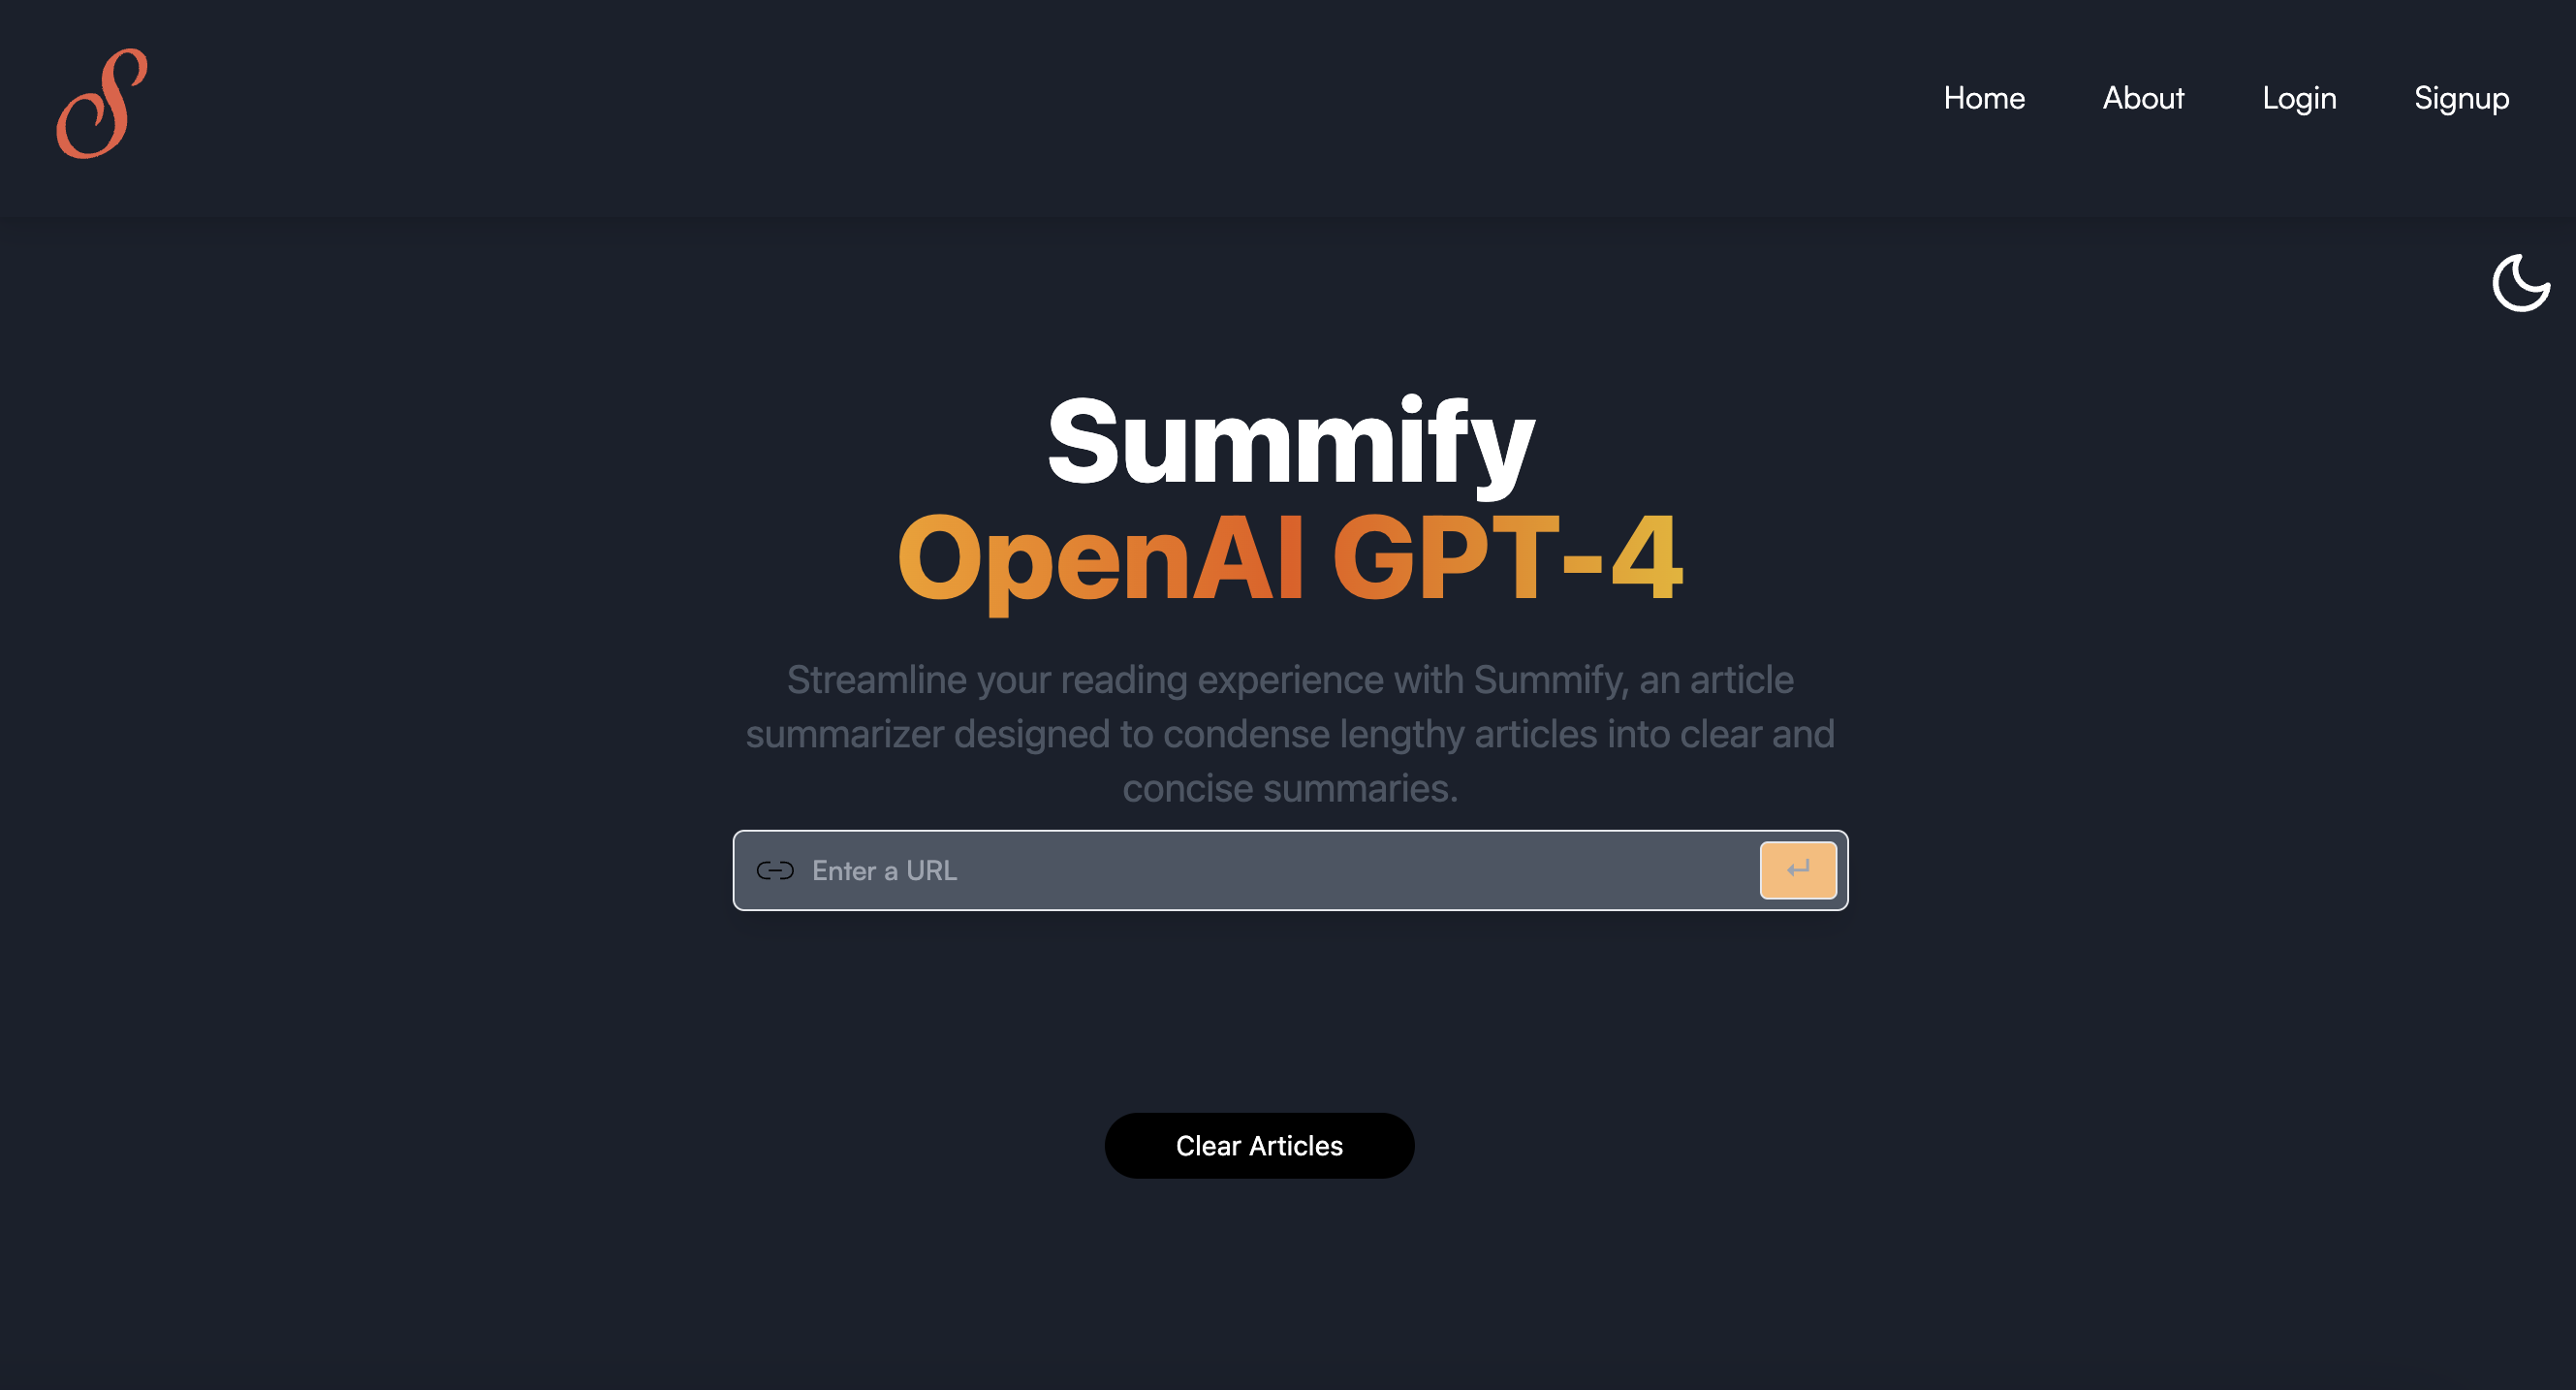 S
Home About Login Signup
Summify
OpenAI GPT-4
Streamline your reading experience with Summify, an article
summarizer designed to condense lengthy articles into clear and
concise summaries.
Enter a URL
Clear Articles